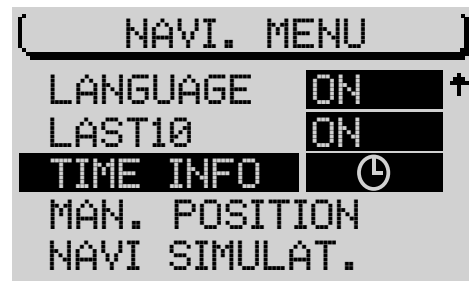 NAVI. MENU
LANGUAGE ON
LAST10 ON
TIME INFO
MAN. POSITION
NAVI SIMULAT.